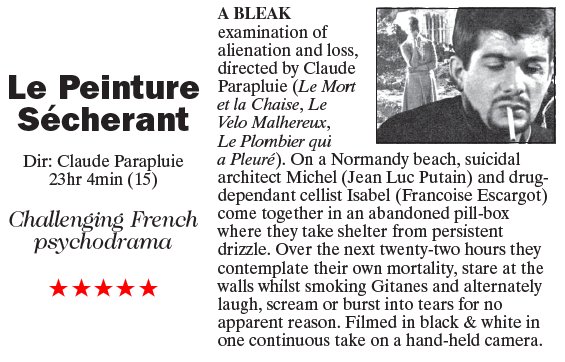 Le Peinture
Sécherant
Dir: Claude Parapluie
23hr 4min (15)
Challenging French
psychodrama
A BLEAK
examination of
alienation and loss,
directed by Claude
Parapluie (Le Mort
et la Chaise, Le
Velo Malhereux,
Le Plombier qui
a Pleuré). On a Normandy beach, suicidal
architect Michel (Jean Luc Putain) and drug-
dependant cellist Isabel (Francoise Escargot)
come together in an abandoned pill-box
where they take shelter from persistent
drizzle. Over the next twenty-two hours they
contemplate their own mortality, stare at the
walls whilst smoking Gitanes and alternately
laugh, scream or burst into tears for no
apparent reason. Filmed in black & white in
one continuous take on a hand-held camera.